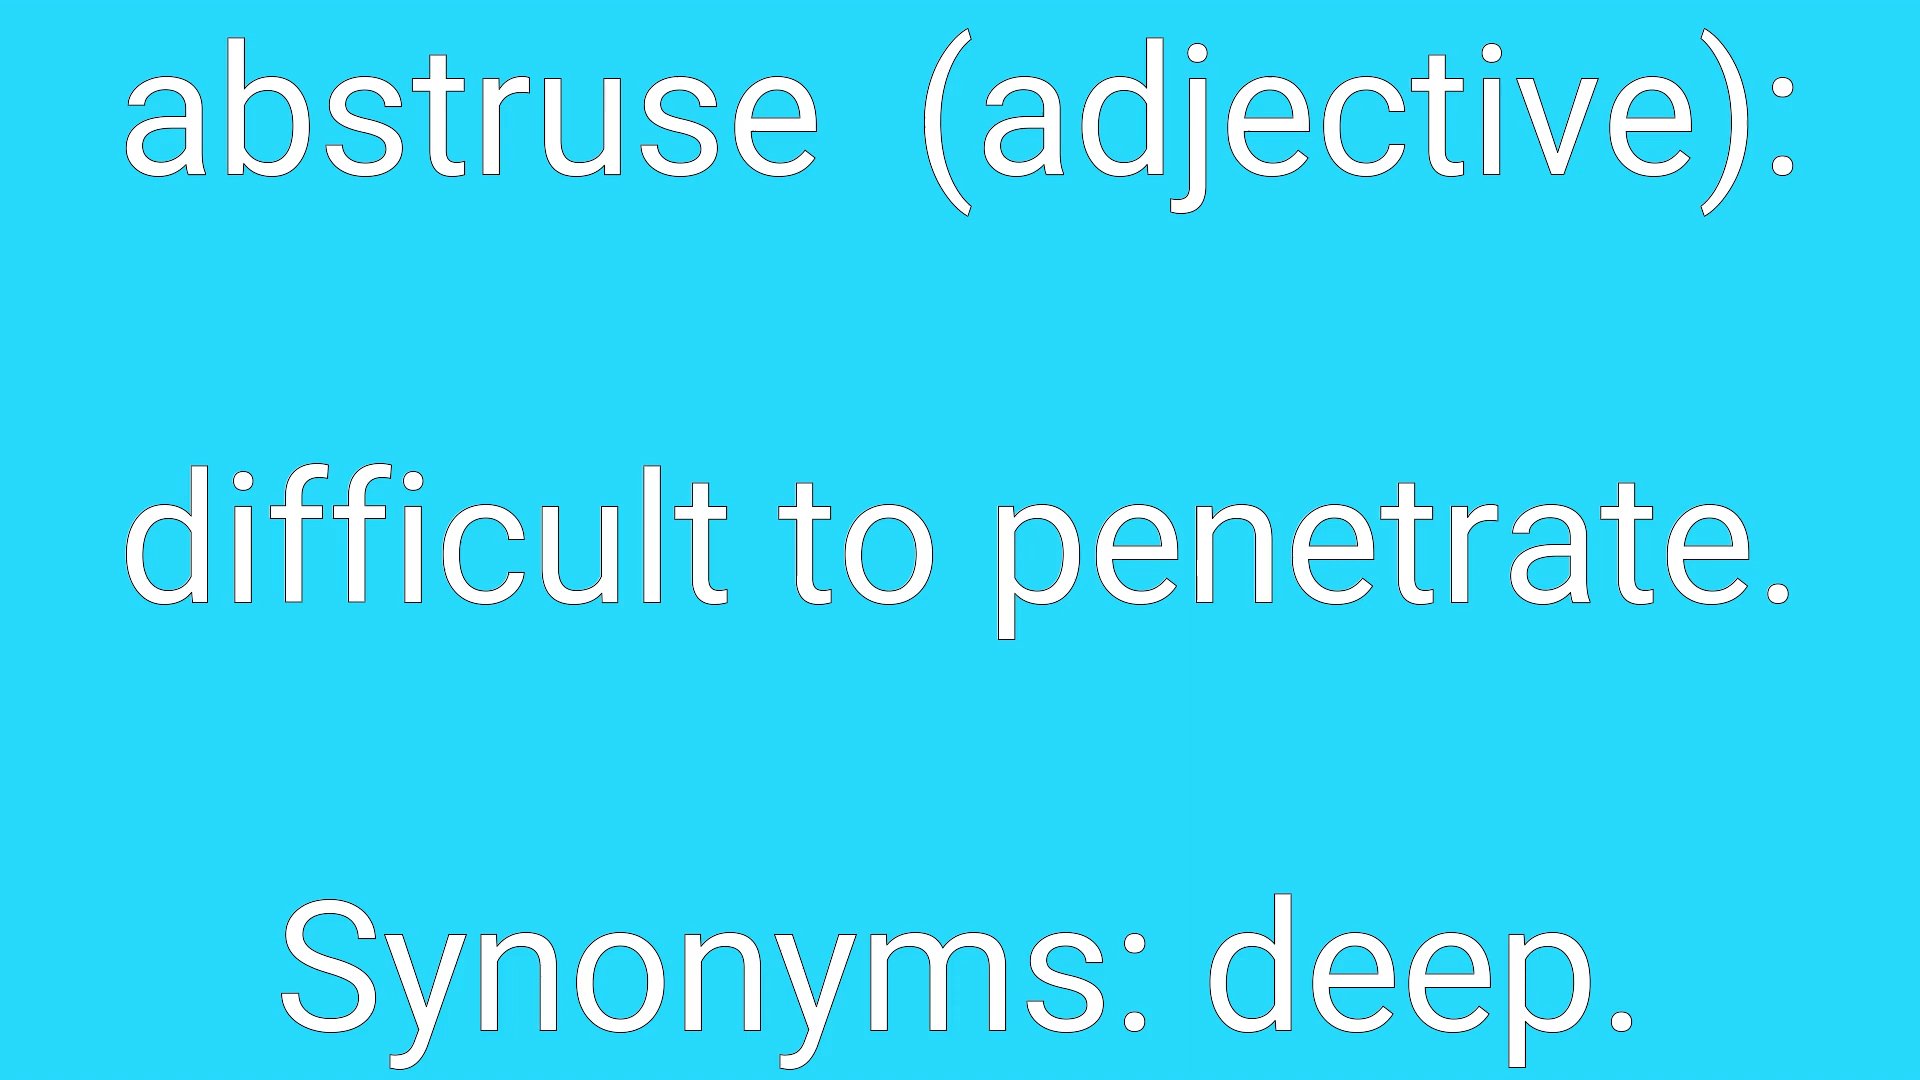 abstruse  (adjective):
difficult to penetrate.
Synonyms: deep.